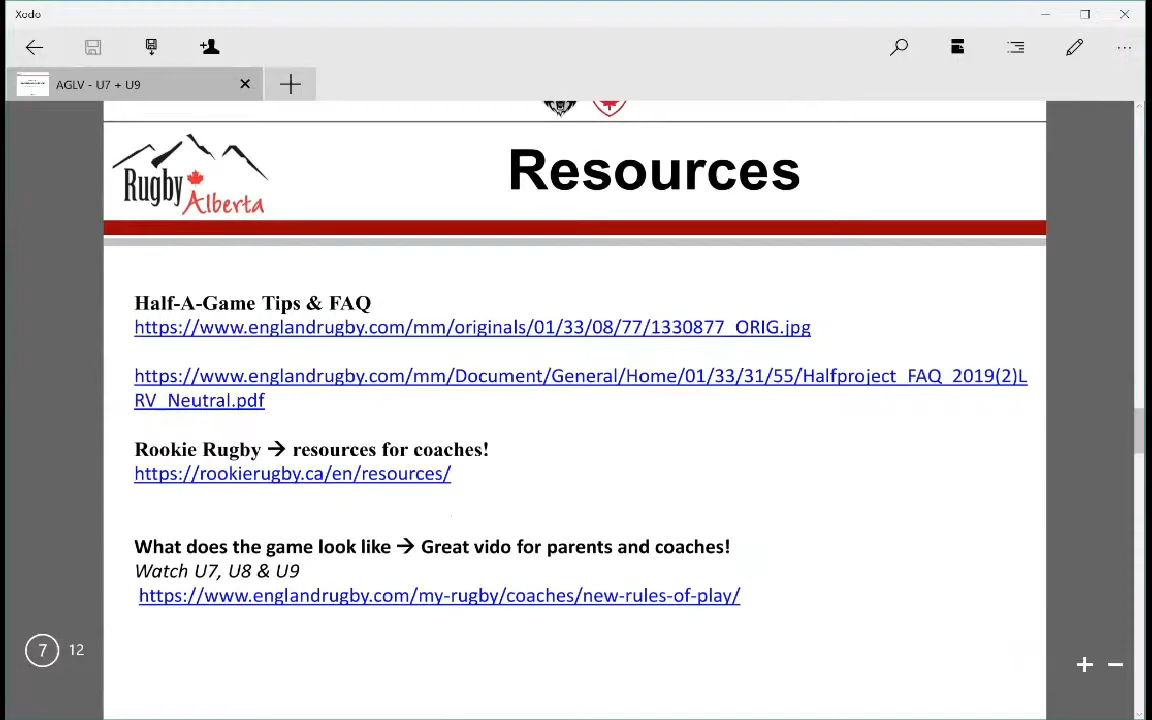 Xodo
AGLV - U7 + U9
Rugby
Alberta
Resources
Half-A-Game Tips & FAQ
https://www.englandrugby.com/mm/originals/01/33/08/77/1330877_ORIG.jpg
https://www.englandrugby.com/mm/Document/General/Home/01/33/31/55/Halfproject_FAQ_2019(2)L
RV_Neutral.pdf
Rookie Rugby → resources for coaches!
https://rookierugby.ca/en/resources/
What does the game look like → Great vido for parents and coaches!
Watch U7, U8 & U9
https://www.englandrugby.com/my-rugby/coaches/new-rules-of-play/
7 12